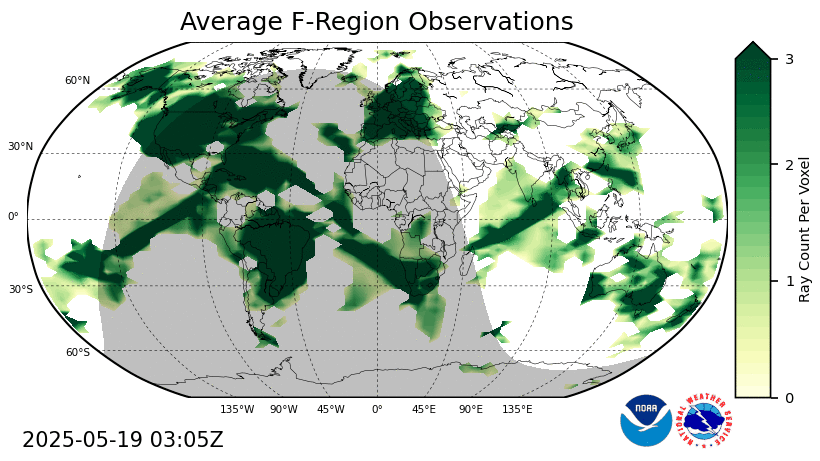 Average F-Region Observations
60°N
30°N
0°
30°S
60°S
135°W 90°W 45°W 0° 45°E 90°E 135°E
3
2
1
0
Ray Count Per Voxel
NOAA
NATIONAL WEATHER SERVICE
2025-05-19 03:05Z